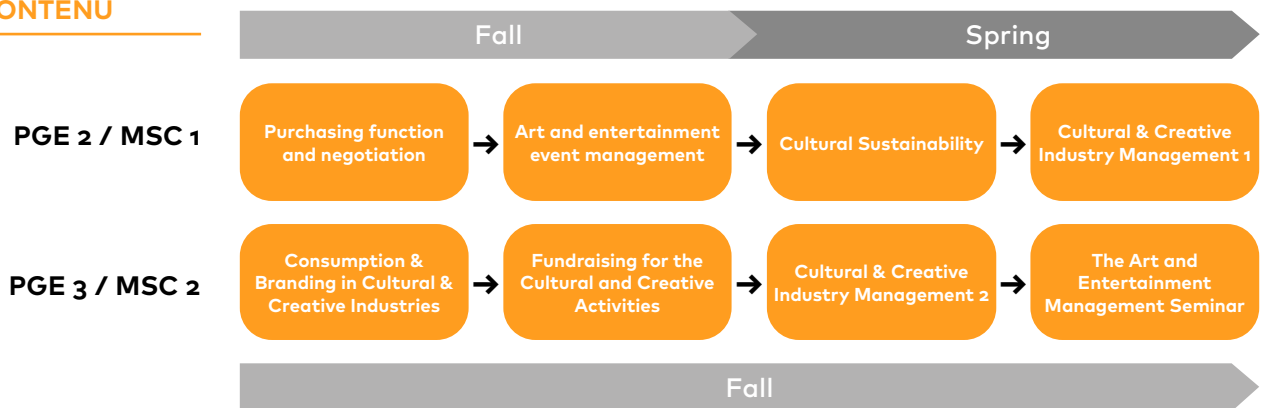 ONTENU
Fall
Spring
PGE 2 / MSC 1
Purchasing function
and negotiation
→
Art and entertainment
event management
→
Cultural Sustainability
→
Cultural & Creative
Industry Management 1
PGE 3 / MSC 2
Consumption &
Branding in Cultural &
Creative Industries
→
Fundraising for the
Cultural and Creative
Activities
→
Cultural & Creative
Industry Management 2
→
The Art and
Entertainment
Management Seminar
Fall